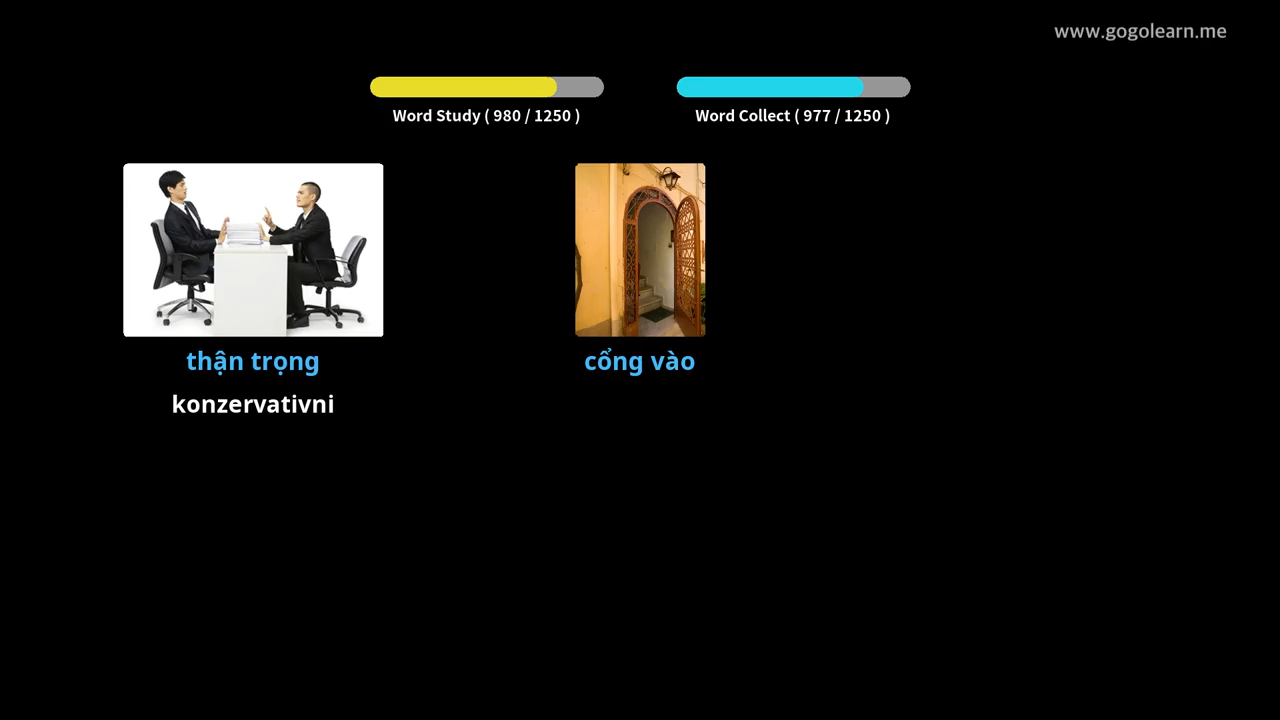 www.gogolearn.me
Word Study ( 980 / 1250 )
Word Collect ( 977 / 1250 )
thận trọng
cổng vào
konzervativni